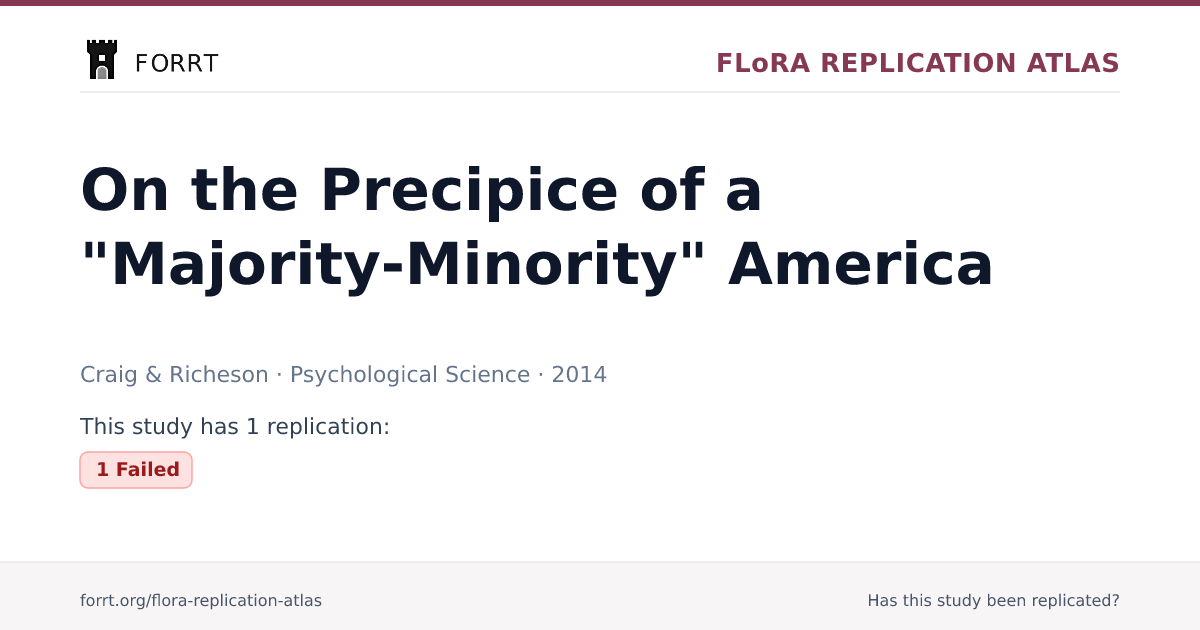 FORRT
FLoRA REPLICATION ATLAS
On the Precipice of a
"Majority-Minority" America
Craig & Richeson · Psychological Science · 2014
This study has 1 replication:
1 Failed
forrt.org/flora-replication-atlas
Has this study been replicated?